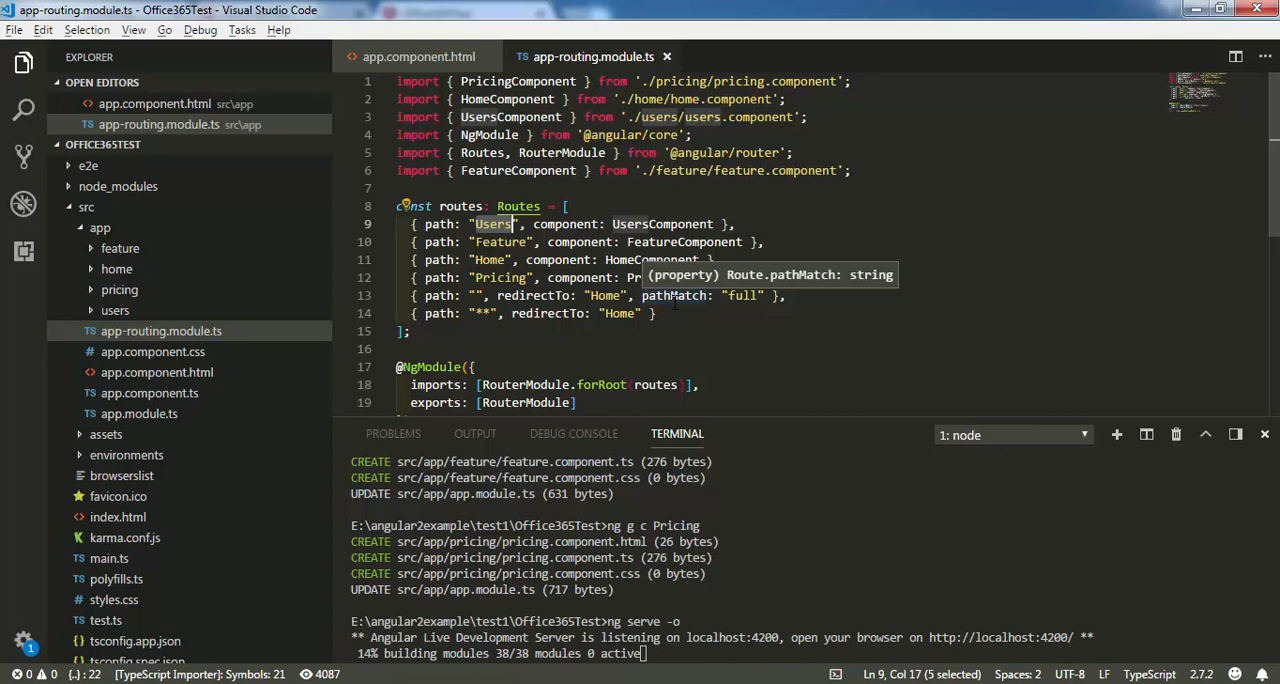 app-routing.module.ts - Office365Test - Visual Studio Code
File Edit Selection View Go Debug Tasks Help
EXPLORER
OPEN EDITORS
app.component.html src\app
TS app-routing.module.ts src\app
OFFICE365TEST
e2e
node_modules
src
app
feature
home
pricing
users
TS app-routing.module.ts
app.component.css
app.component.html
TS app.component.ts
TS app.module.ts
assets
environments
browserslist
favicon.ico
index.html
karma.conf.js
TS main.ts
TS polyfills.ts
styles.css
TS test.ts
tsconfig.app.json
tsconfig.spec.json
app.component.html TS app-routing.module.ts
1 import { PricingComponent } from './pricing/pricing.component';
2 import { HomeComponent } from './home/home.component';
3 import { UsersComponent } from './users/users.component';
4 import { NgModule } from '@angular/core';
5 import { Routes, RouterModule } from '@angular/router';
6 import { FeatureComponent } from './feature/feature.component';
7
8 const routes: Routes = [
9 { path: "Users", component: UsersComponent },
10 { path: "Feature", component: FeatureComponent },
11 { path: "Home", component: HomeComponent },
12 { path: "Pricing", component: Pr
(property) Route.pathMatch: string
13 { path: "", redirectTo: "Home", pathMatch: "full" },
14 { path: "**", redirectTo: "Home" }
15 ];
16
17 @NgModule({
18 imports: [RouterModule.forRoot(routes)],
19 exports: [RouterModule]
PROBLEMS OUTPUT DEBUG CONSOLE TERMINAL 1: node
CREATE src/app/feature/feature.component.ts (276 bytes)
CREATE src/app/feature/feature.component.css (0 bytes)
UPDATE src/app/app.module.ts (631 bytes)
E:\angular2example\test1\Office365Test>ng g c Pricing
CREATE src/app/pricing/pricing.component.html (26 bytes)
CREATE src/app/pricing/pricing.component.ts (276 bytes)
CREATE src/app/pricing/pricing.component.css (0 bytes)
UPDATE src/app/app.module.ts (717 bytes)
E:\angular2example\test1\Office365Test>ng serve -o
** Angular Live Development Server is listening on localhost:4200, open your browser on http://localhost:4200/ **
14% building modules 38/38 modules 0 active
1
0 0 {..} : 22 [TypeScript Importer]: Symbols: 21 4087 Ln 9, Col 17 (5 selected) Spaces: 2 UTF-8 LF TypeScript 2.7.2